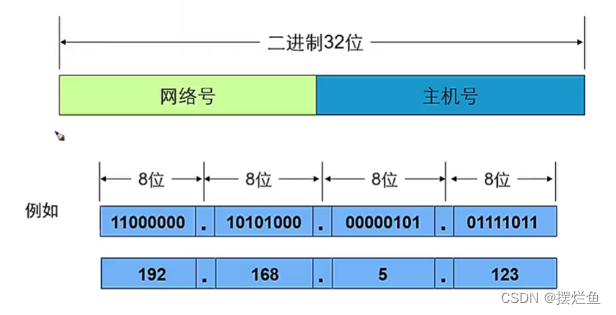 二进制32位
网络号 主机号
8位 8位 8位 8位
例如
11000000 . 10101000 . 00000101 . 01111011
192 . 168 . 5 . 123
CSDN @摆烂鱼